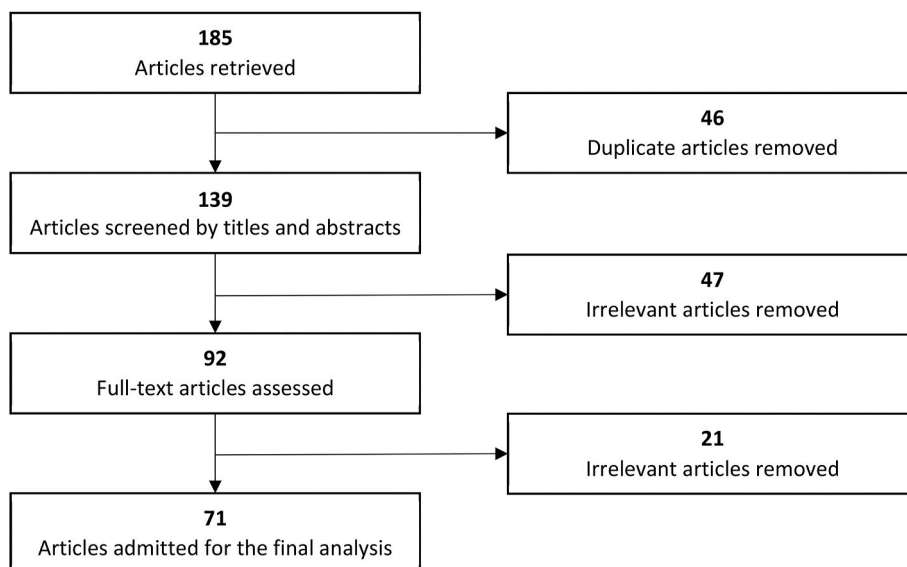 185
Articles retrieved
46
Duplicate articles removed
139
Articles screened by titles and abstracts
47
Irrelevant articles removed
92
Full-text articles assessed
21
Irrelevant articles removed
71
Articles admitted for the final analysis